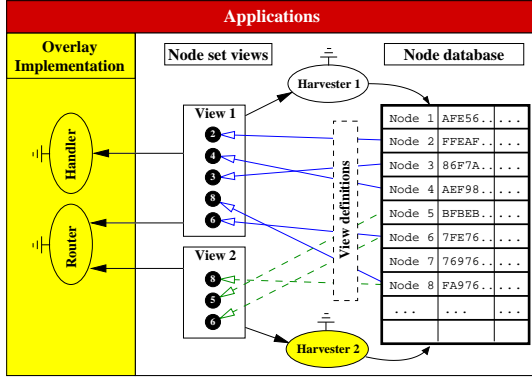 Applications
Overlay
Implementation
Node set views
Node database
Harvester 1
View 1
2
4
3
8
6
Handler
Router
View definitions
View 2
8
5
6
Harvester 2
Node 1 AFE56.. ...
Node 2 FFEAF.. ...
Node 3 86F7A.. ...
Node 4 AEF98.. ...
Node 5 BFBEB.. ...
Node 6 7FE76.. ...
Node 7 76976.. ...
Node 8 FA976.. ...
... ... ...